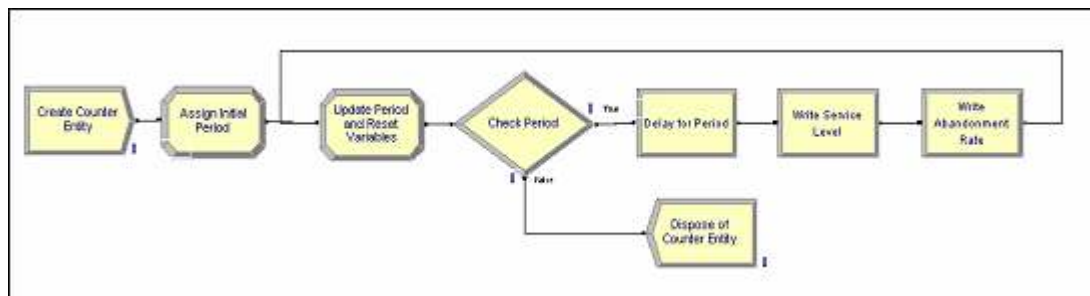 Create Counter
Entity
Assign Initial
Period
Update Period
and Reset
Variables
Check Period
True
Delay for Period
Write Service
Level
Write
Abandonment
Rate
False
Dispose of
Counter Entity